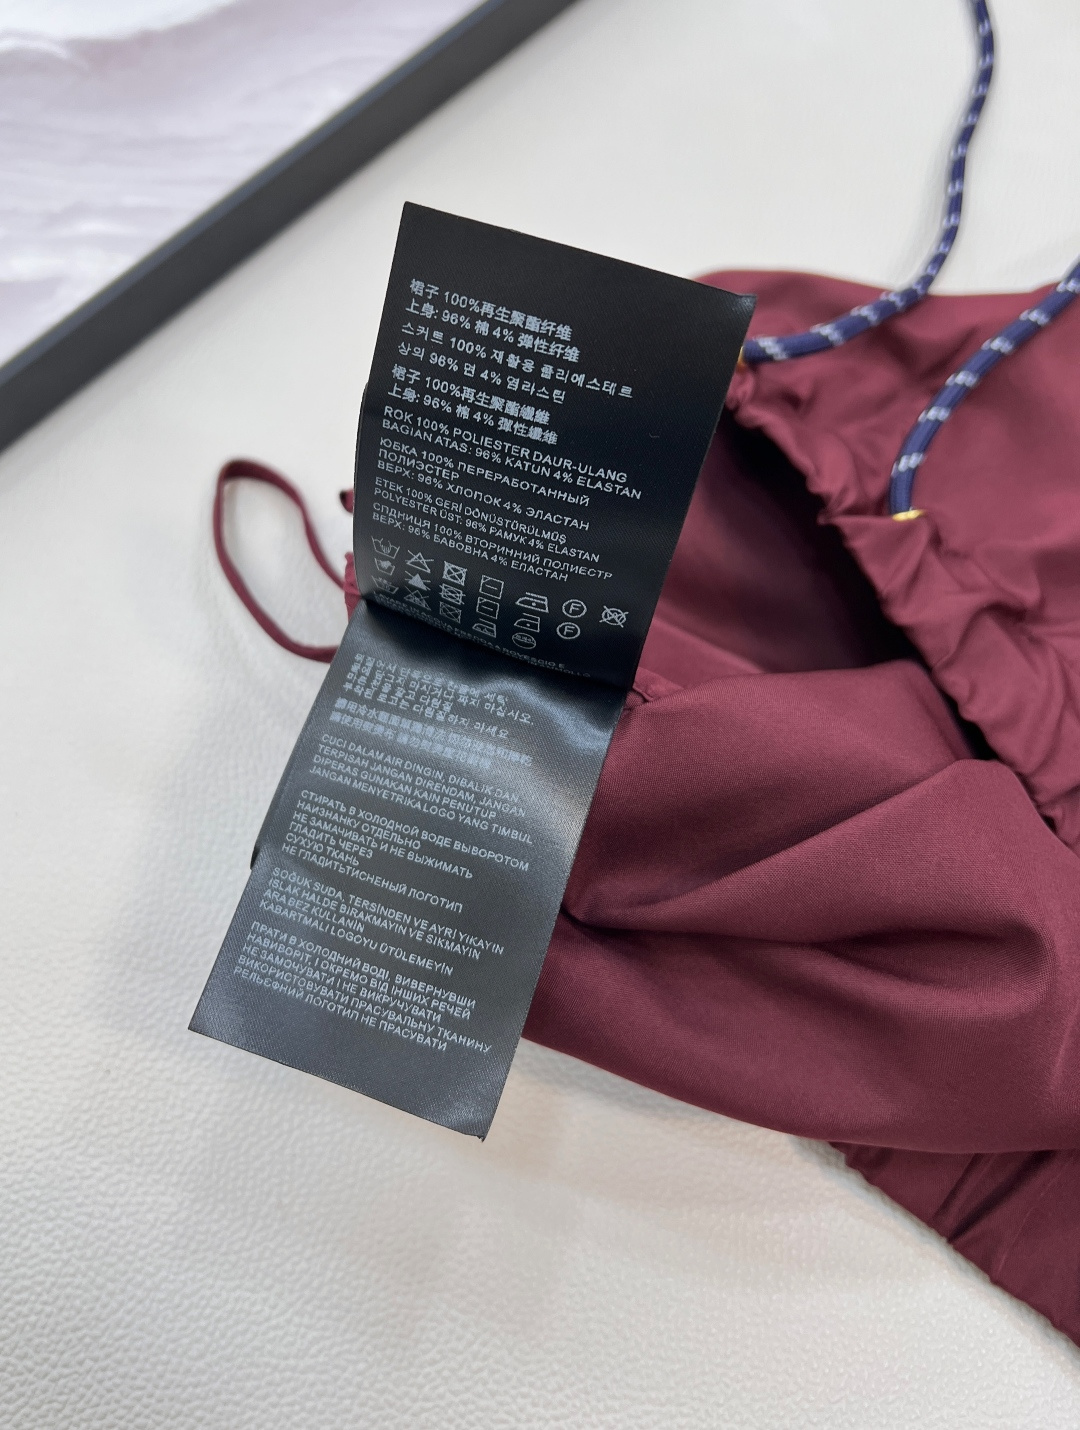 裙子 100%再生聚酯纤维
上身: 96% 棉 4% 弹性纤维
스커트 100% 재활용 폴리에스테르
상의 96% 면 4% 엘라스틴
裙子 100%再生聚酯纖維
上身: 96% 棉 4% 彈性纖維
ROK 100% POLIESTER DAUR-ULANG
BAGIAN ATAS: 96% KATUN 4% ELASTAN
ЮБКА 100% ПЕРЕРАБОТАННЫЙ
ПОЛИЭСТЕР
ВЕРХ: 96% ХЛОПОК 4% ЭЛАСТАН
ETEK 100% GERİ DÖNÜŞTÜRÜLMÜŞ
POLYESTER ÜST: 96% PAMUK 4% ELASTAN
СПДНИЦЯ 100% ВТОРИННИЙ ПОЛІЕСТР
ВЕРХ: 96% БАВОВНА 4% ЕЛАСТАН
F
F
CUCI DALAM AIR DINGIN, DIBALIK DAN
TERPISAH JANGAN DIRENDAM, JANGAN
DIPERAS GUNAKAN KAIN PENUTUP
JANGAN MENYETRIKA LOGO YANG TIMBUL
СТИРАТЬ В ХОЛОДНОЙ ВОДЕ ВЫВОРОТОМ
НАИЗНАНКУ ОТДЕЛЬНО
НЕ ЗАМАЧИВАТЬ И НЕ ВЫЖИМАТЬ
ГЛАДИТЬ ЧЕРЕЗ
СУХУЮ ТКАНЬ
НЕ ГЛАДИТЬТИСНЕНЫЙ ЛОГОТИП
SOĞUK SUDA, TERSİNDEN VE AYRI YIKAYIN
ISLAK HALDE BIRAKMAYIN VE SIKMAYIN
ARA BEZ KULLANIN
KABARTMALI LOGOYU ÜTÜLEMEYİN
ПРАТИ В ХОЛОДНИЙ ВОДІ, ВИВЕРНУВШИ
НАВИВОРІТ, І ОКРЕМО ВІД ІНШИХ РЕЧЕЙ
НЕ ЗАМОЧУВАТИ І НЕ ВИКРУЧУВАТИ
ВИКОРИСТОВУВАТИ ПРАСУВАЛЬНУ ТКАНИНУ
РЕЛЬЄФНИЙ ЛОГОТИП НЕ ПРАСУВАТИ